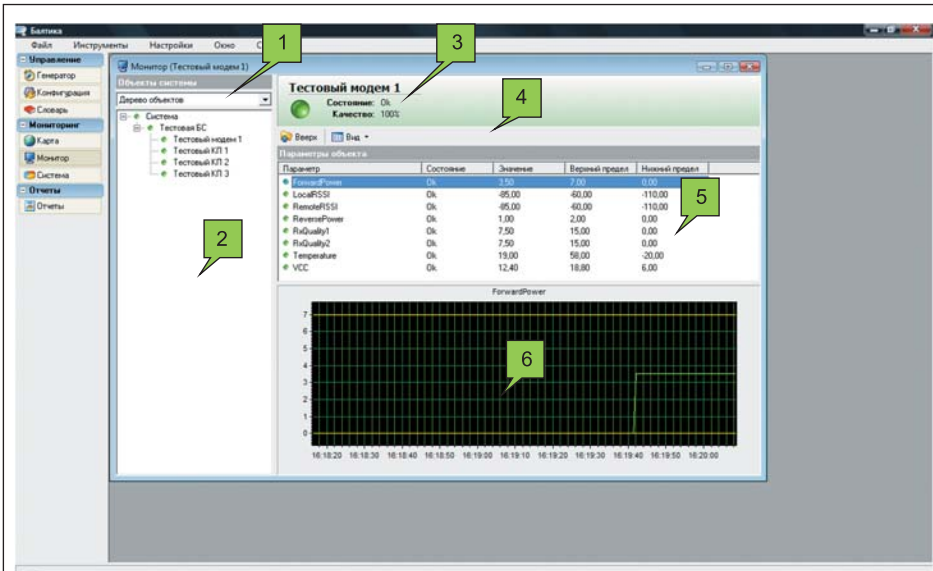 Балтика
Файл Инструменты Настройки Окно С
1
3
Управление
Генератор
Конфигурация
Словарь
Мониторинг
Карта
Монитор
Система
Отчеты
Отчеты
Монитор (Тестовый модем 1)
Объекты системы
Дерево объектов
Система
Тестовая БС
Тестовый модем 1
Тестовый КП 1
Тестовый КП 2
Тестовый КП 3
2
Тестовый модем 1
Состояние: Ok
Качество: 100%
4
Вверх Вид
Параметры объекта
Параметр Состояние Значение Верхний предел Нижний предел
ForwardPower Ok 3,50 7,00 0,00
LocalRSSI Ok -85,00 -60,00 -110,00
RemoteRSSI Ok -85,00 -60,00 -110,00
ReversePower Ok 1,00 2,00 0,00
RxQuality1 Ok 7,50 15,00 0,00
RxQuality2 Ok 7,50 15,00 0,00
Temperature Ok 19,00 58,00 -20,00
VCC Ok 12,40 18,80 6,00
5
ForwardPower
7
6
5
4
3
2
1
0
6
16:18:20 16:18:30 16:18:40 16:18:50 16:19:00 16:19:10 16:19:20 16:19:30 16:19:40 16:19:50 16:20:00